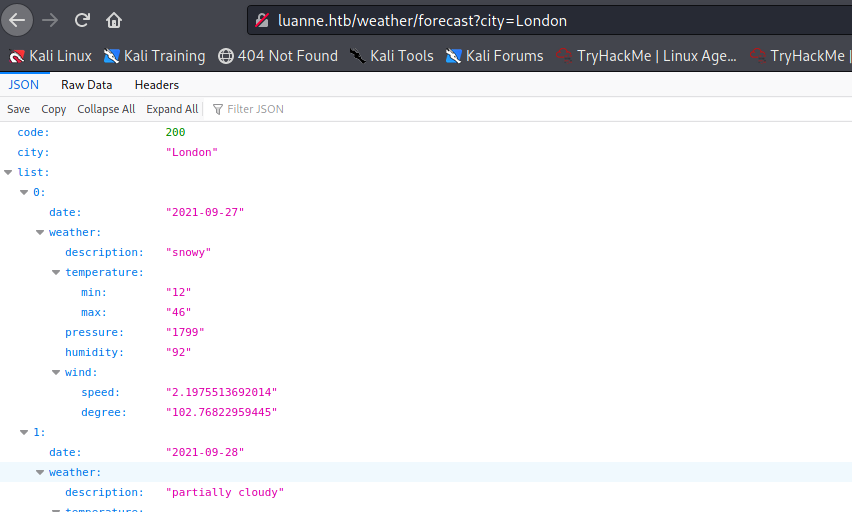 luanne.htb/weather/forecast?city=London
Kali Linux Kali Training 404 Not Found Kali Tools Kali Forums TryHackMe | Linux Age... TryHackMe |
JSON Raw Data Headers
Save Copy Collapse All Expand All Filter JSON
code: 200
city: "London"
list:
0:
date: "2021-09-27"
weather:
description: "snowy"
temperature:
min: "12"
max: "46"
pressure: "1799"
humidity: "92"
wind:
speed: "2.1975513692014"
degree: "102.76822959445"
1:
date: "2021-09-28"
weather:
description: "partially cloudy"
temperature: